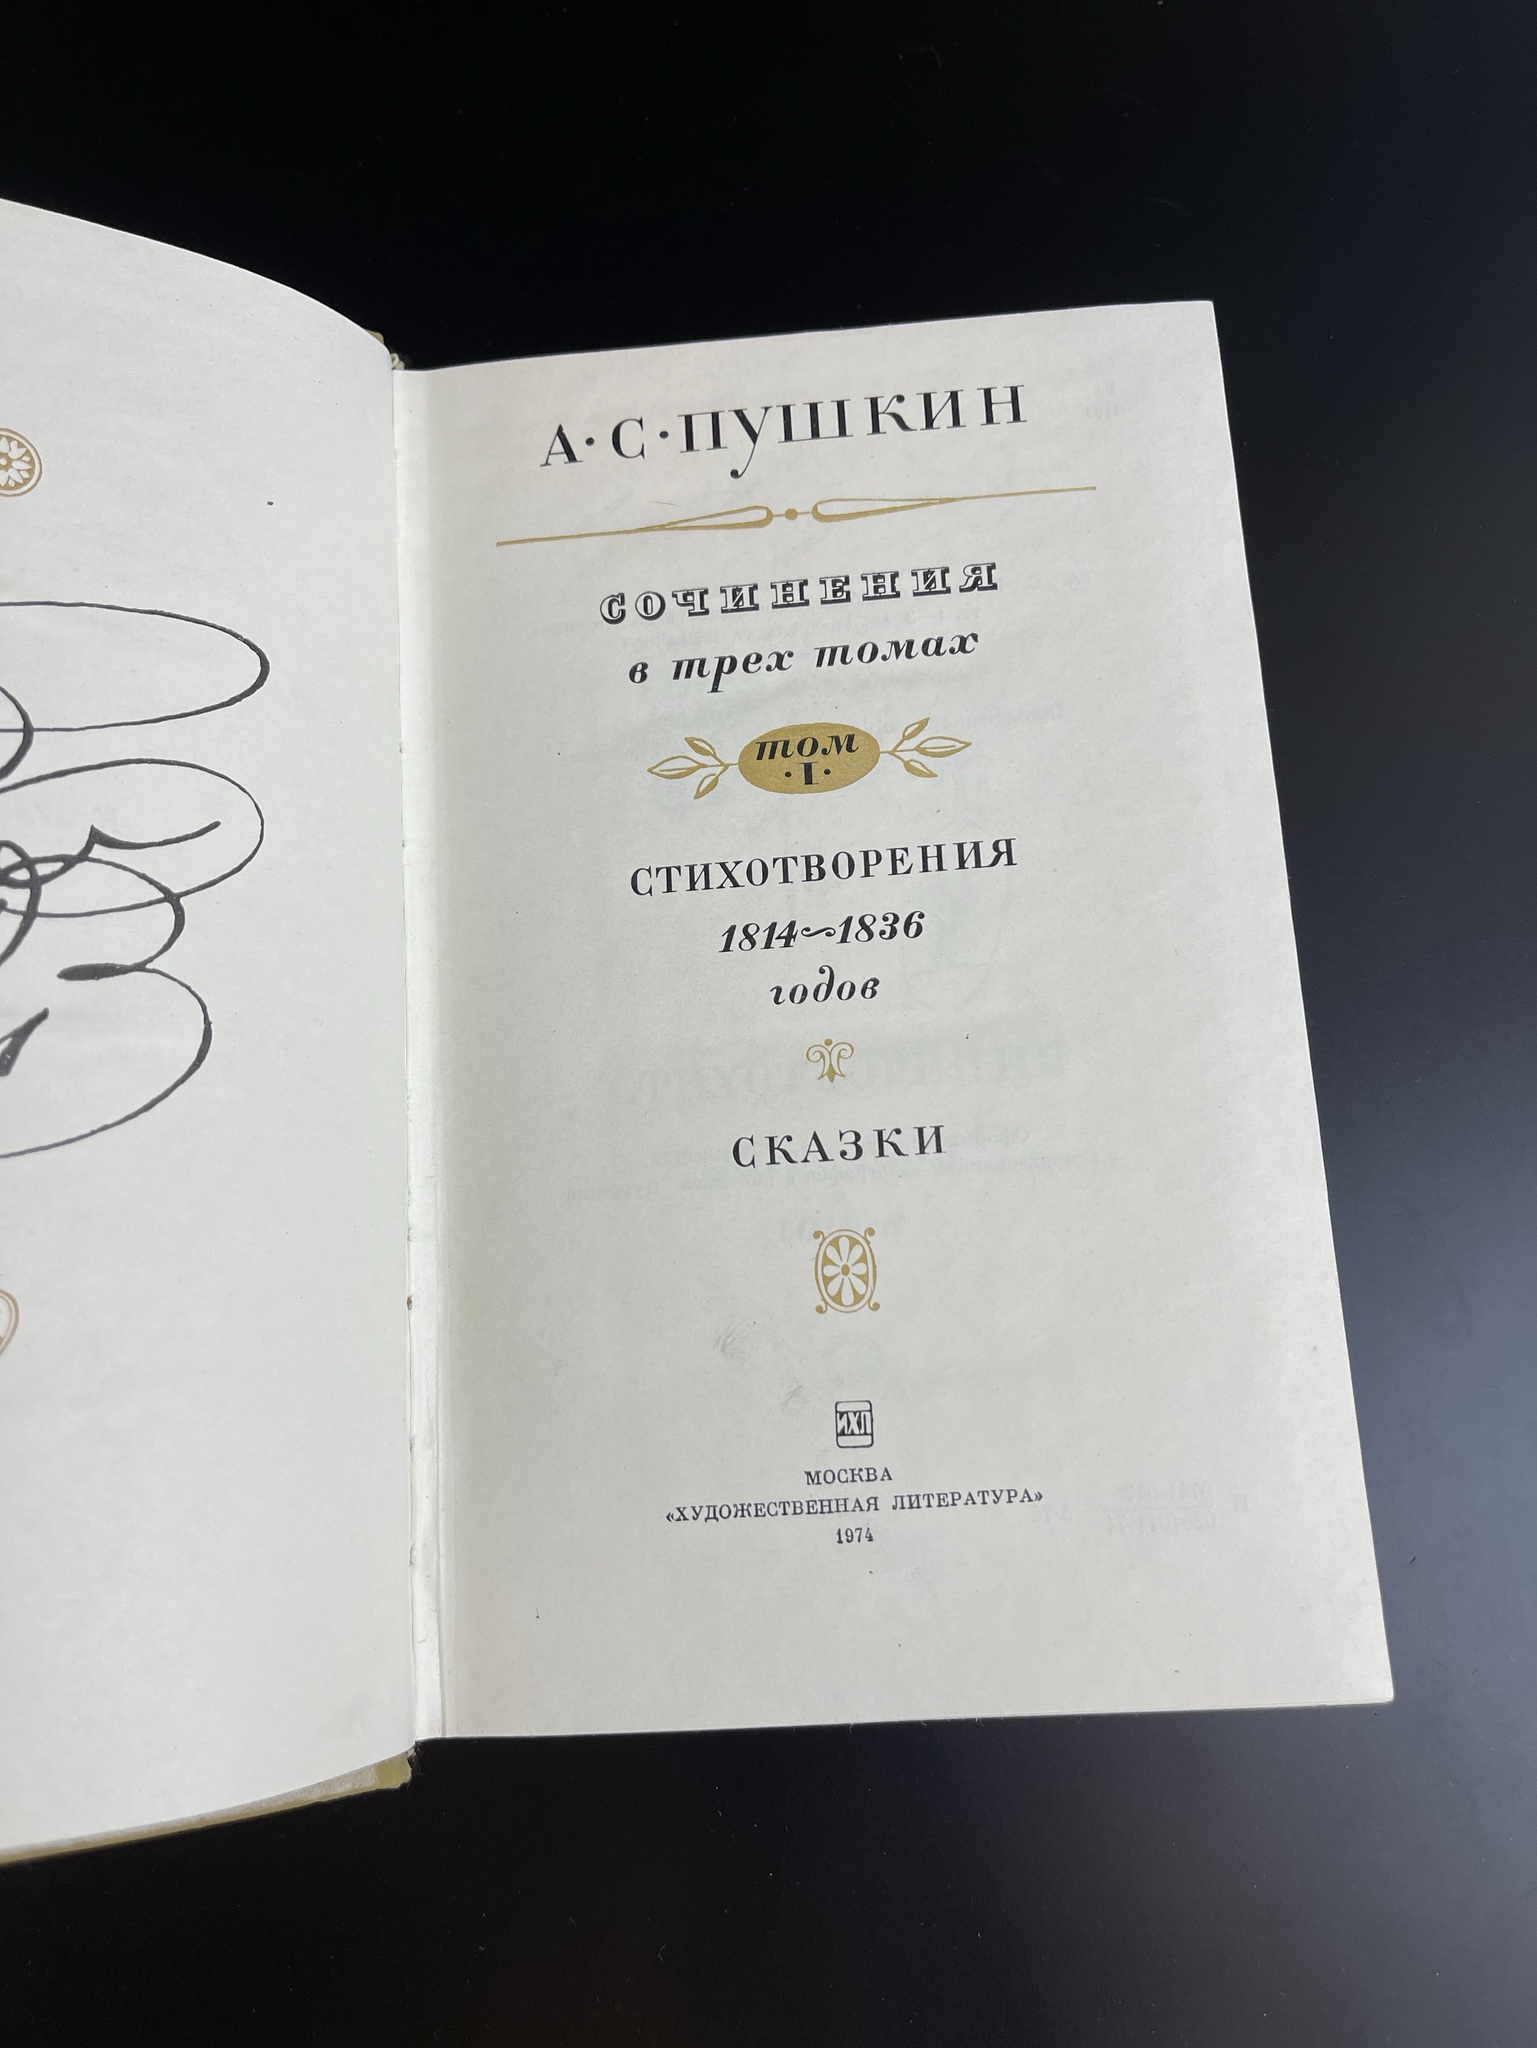 А·С·ПУШКИН
СОЧИНЕНИЯ
в трех томах
том
·I·
СТИХОТВОРЕНИЯ
1814~1836
годов
СКАЗКИ
ИХЛ
МОСКВА
«ХУДОЖЕСТВЕННАЯ ЛИТЕРАТУРА»
1974